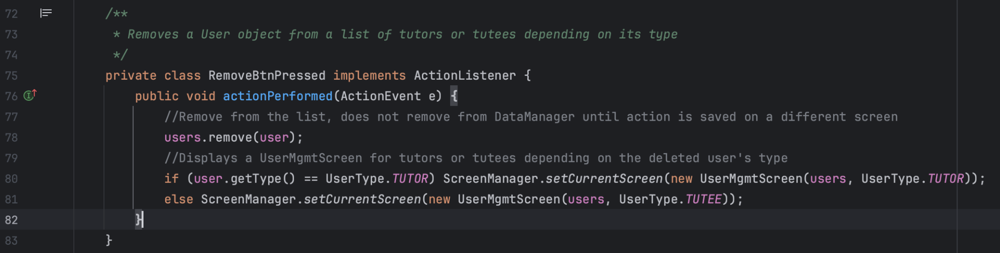 72 /**
73 * Removes a User object from a list of tutors or tutees depending on its type
74 */
75 private class RemoveBtnPressed implements ActionListener {
76 public void actionPerformed(ActionEvent e) {
77 //Remove from the list, does not remove from DataManager until action is saved on a different screen
78 users.remove(user);
79 //Displays a UserMgmtScreen for tutors or tutees depending on the deleted user's type
80 if (user.getType() == UserType.TUTOR) ScreenManager.setCurrentScreen(new UserMgmtScreen(users, UserType.TUTOR));
81 else ScreenManager.setCurrentScreen(new UserMgmtScreen(users, UserType.TUTEE));
82 }
83 }